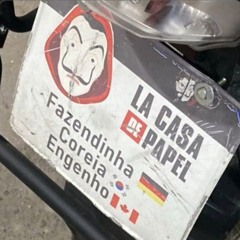 LA CASA
DE
PAPEL
Fazendinha
Coreia
Engenho